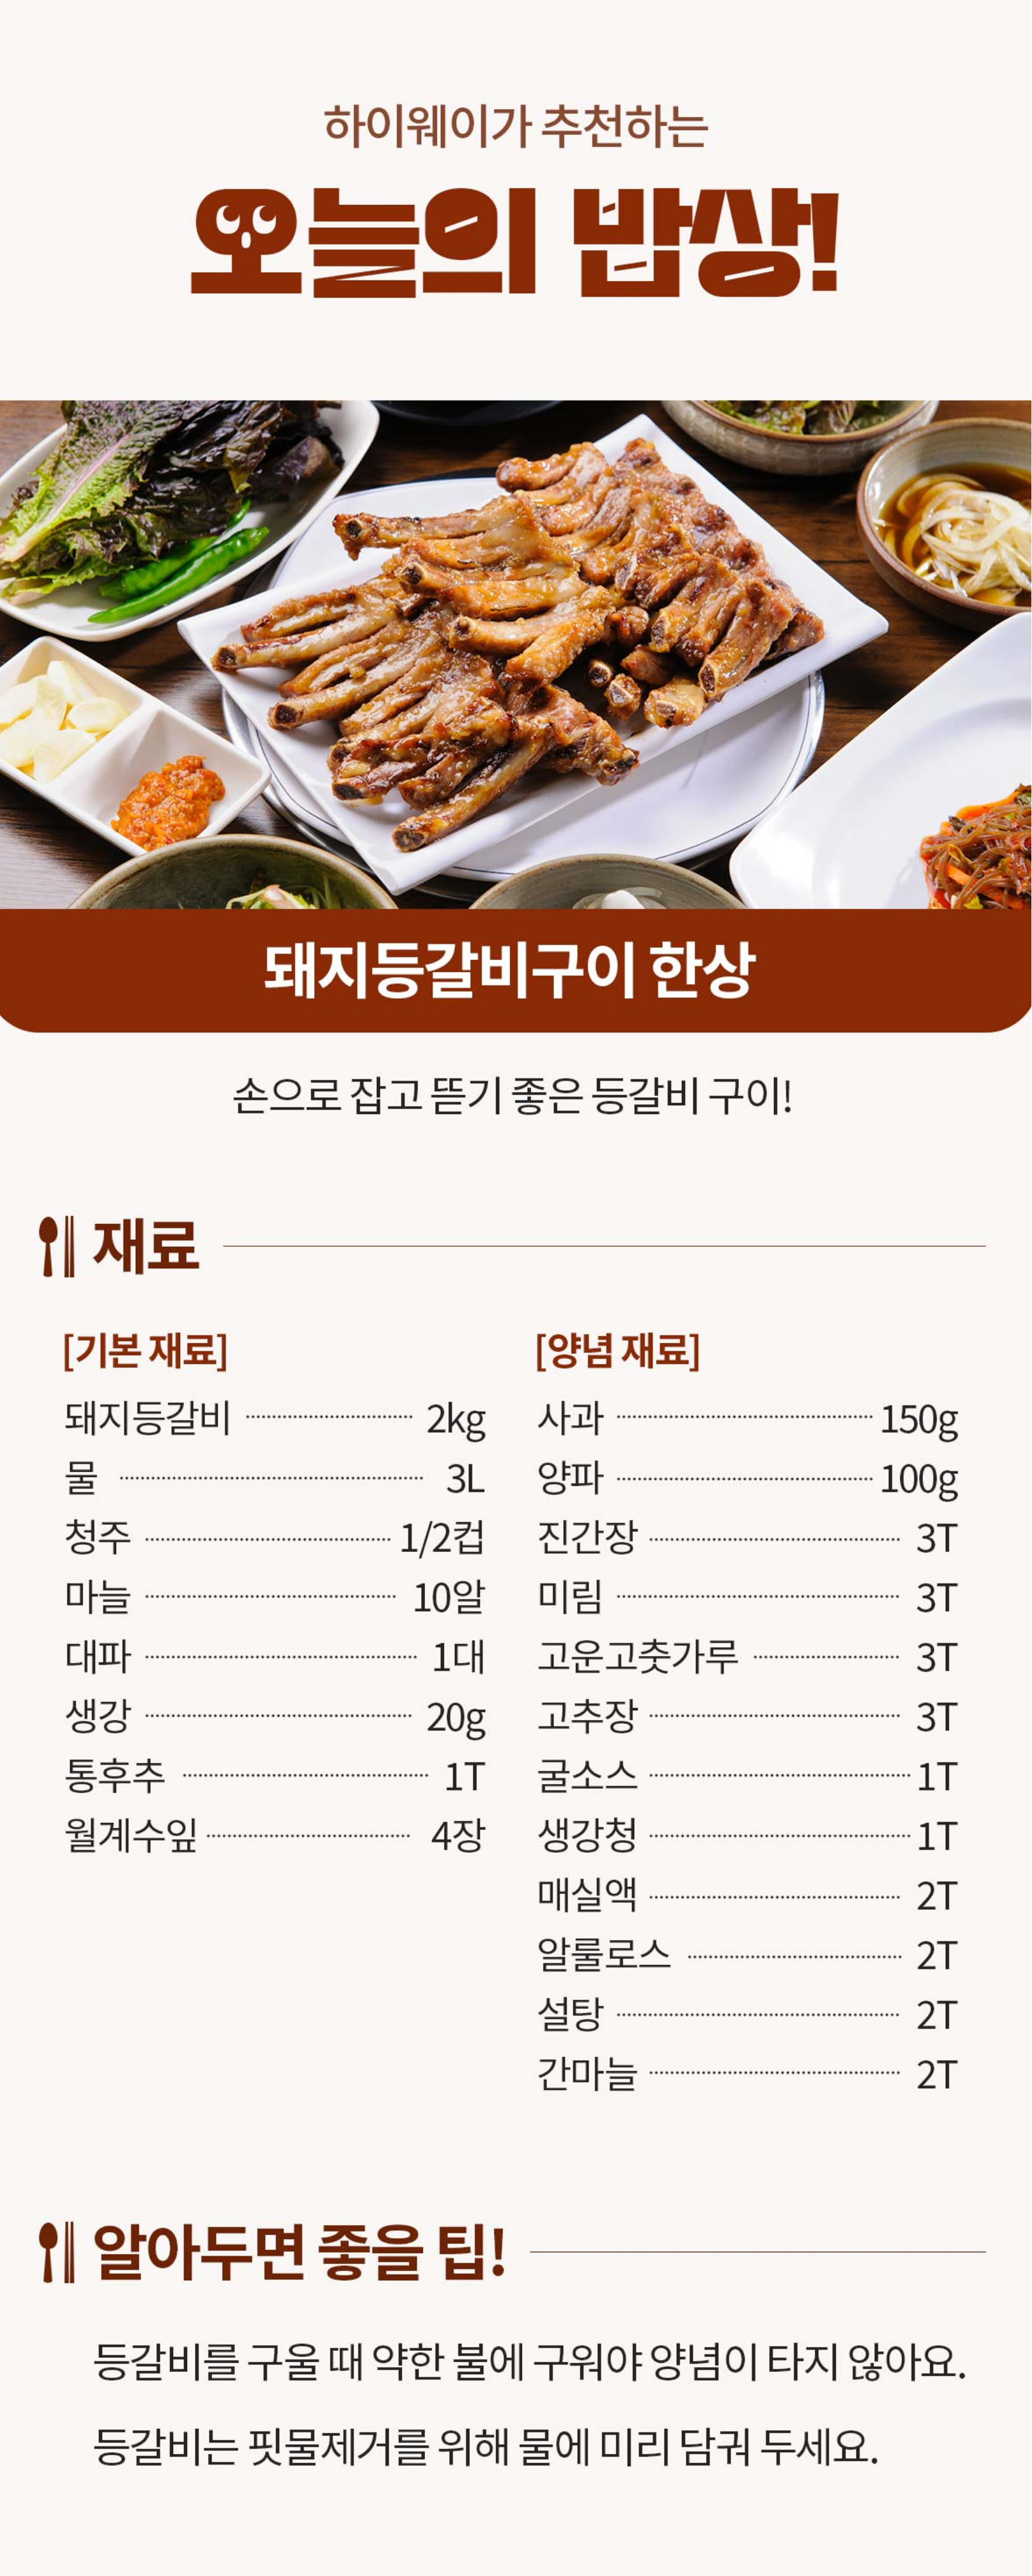 하이웨이가 추천하는
오늘의 밥상!
돼지등갈비구이 한상
손으로 잡고 뜯기 좋은 등갈비 구이!
재료
[기본 재료]
돼지등갈비 2kg
물 3L
청주 1/2컵
마늘 10알
대파 1대
생강 20g
통후추 1T
월계수잎 4장
[양념 재료]
사과 150g
양파 100g
진간장 3T
미림 3T
고운고춧가루 3T
고추장 3T
굴소스 1T
생강청 1T
매실액 2T
알룰로스 2T
설탕 2T
간마늘 2T
알아두면 좋을 팁!
등갈비를 구울 때 약한 불에 구워야 양념이 타지 않아요.
등갈비는 핏물제거를 위해 물에 미리 담궈 두세요.